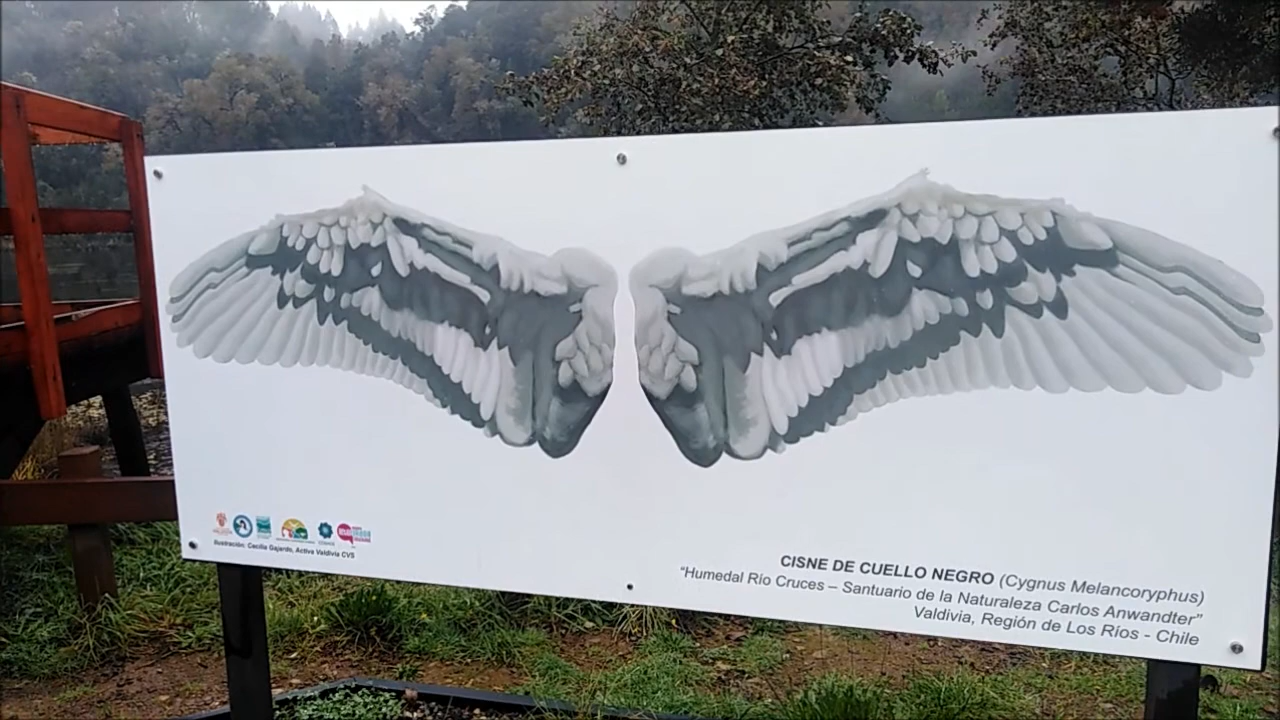 Ilustración: Cecilia Gajardo, Activa Valdivia CVS
CISNE DE CUELLO NEGRO (Cygnus Melancoryphus)
"Humedal Río Cruces – Santuario de la Naturaleza Carlos Anwandter"
Valdivia, Región de Los Ríos - Chile